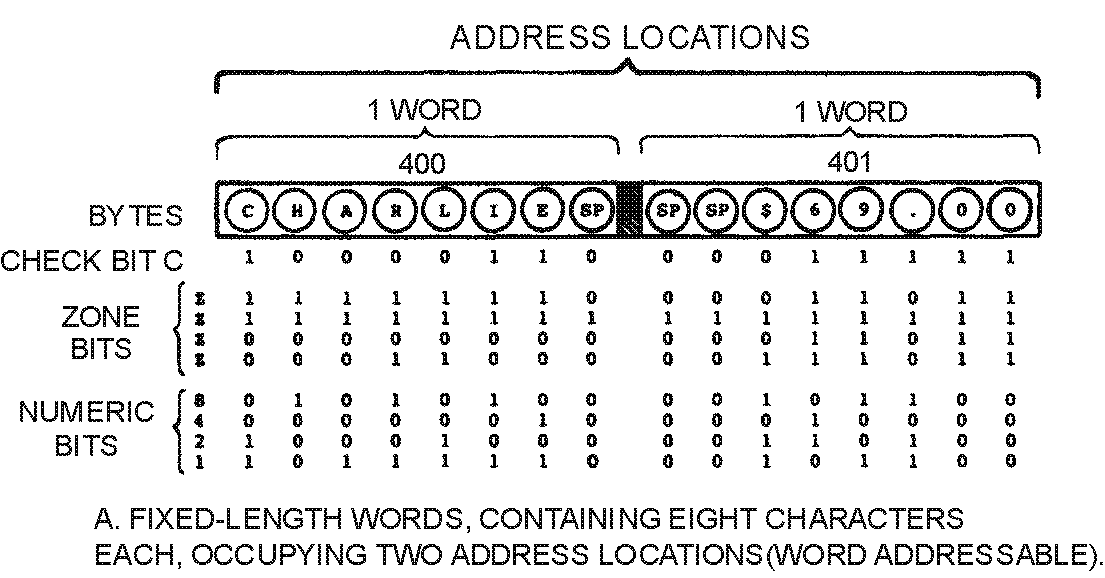 ADDRESS LOCATIONS
1 WORD 1 WORD
400 401
BYTES C H A R L I E SP SP SP $ 6 9 . 0 0
CHECK BIT C 1 0 0 0 0 1 1 0 0 0 0 1 1 1 1 1
Z 1 1 1 1 1 1 1 0 0 0 0 1 1 0 1 1
ZONE Z 1 1 1 1 1 1 1 1 1 1 1 1 1 1 1 1
BITS Z 0 0 0 0 0 0 0 0 0 0 0 1 1 0 1 1
Z 0 0 0 1 1 0 0 0 0 0 1 1 1 1 1 1
NUMERIC 8 0 1 0 1 0 1 0 0 0 0 1 0 1 1 0 0
BITS 4 0 0 0 0 0 0 1 0 0 0 0 1 0 0 0 0
2 1 0 0 0 1 0 0 0 0 0 1 1 0 1 0 0
1 1 0 1 1 1 1 1 0 0 0 1 0 1 1 0 0
A. FIXED-LENGTH WORDS, CONTAINING EIGHT CHARACTERS
EACH, OCCUPYING TWO ADDRESS LOCATIONS(WORD ADDRESSABLE).